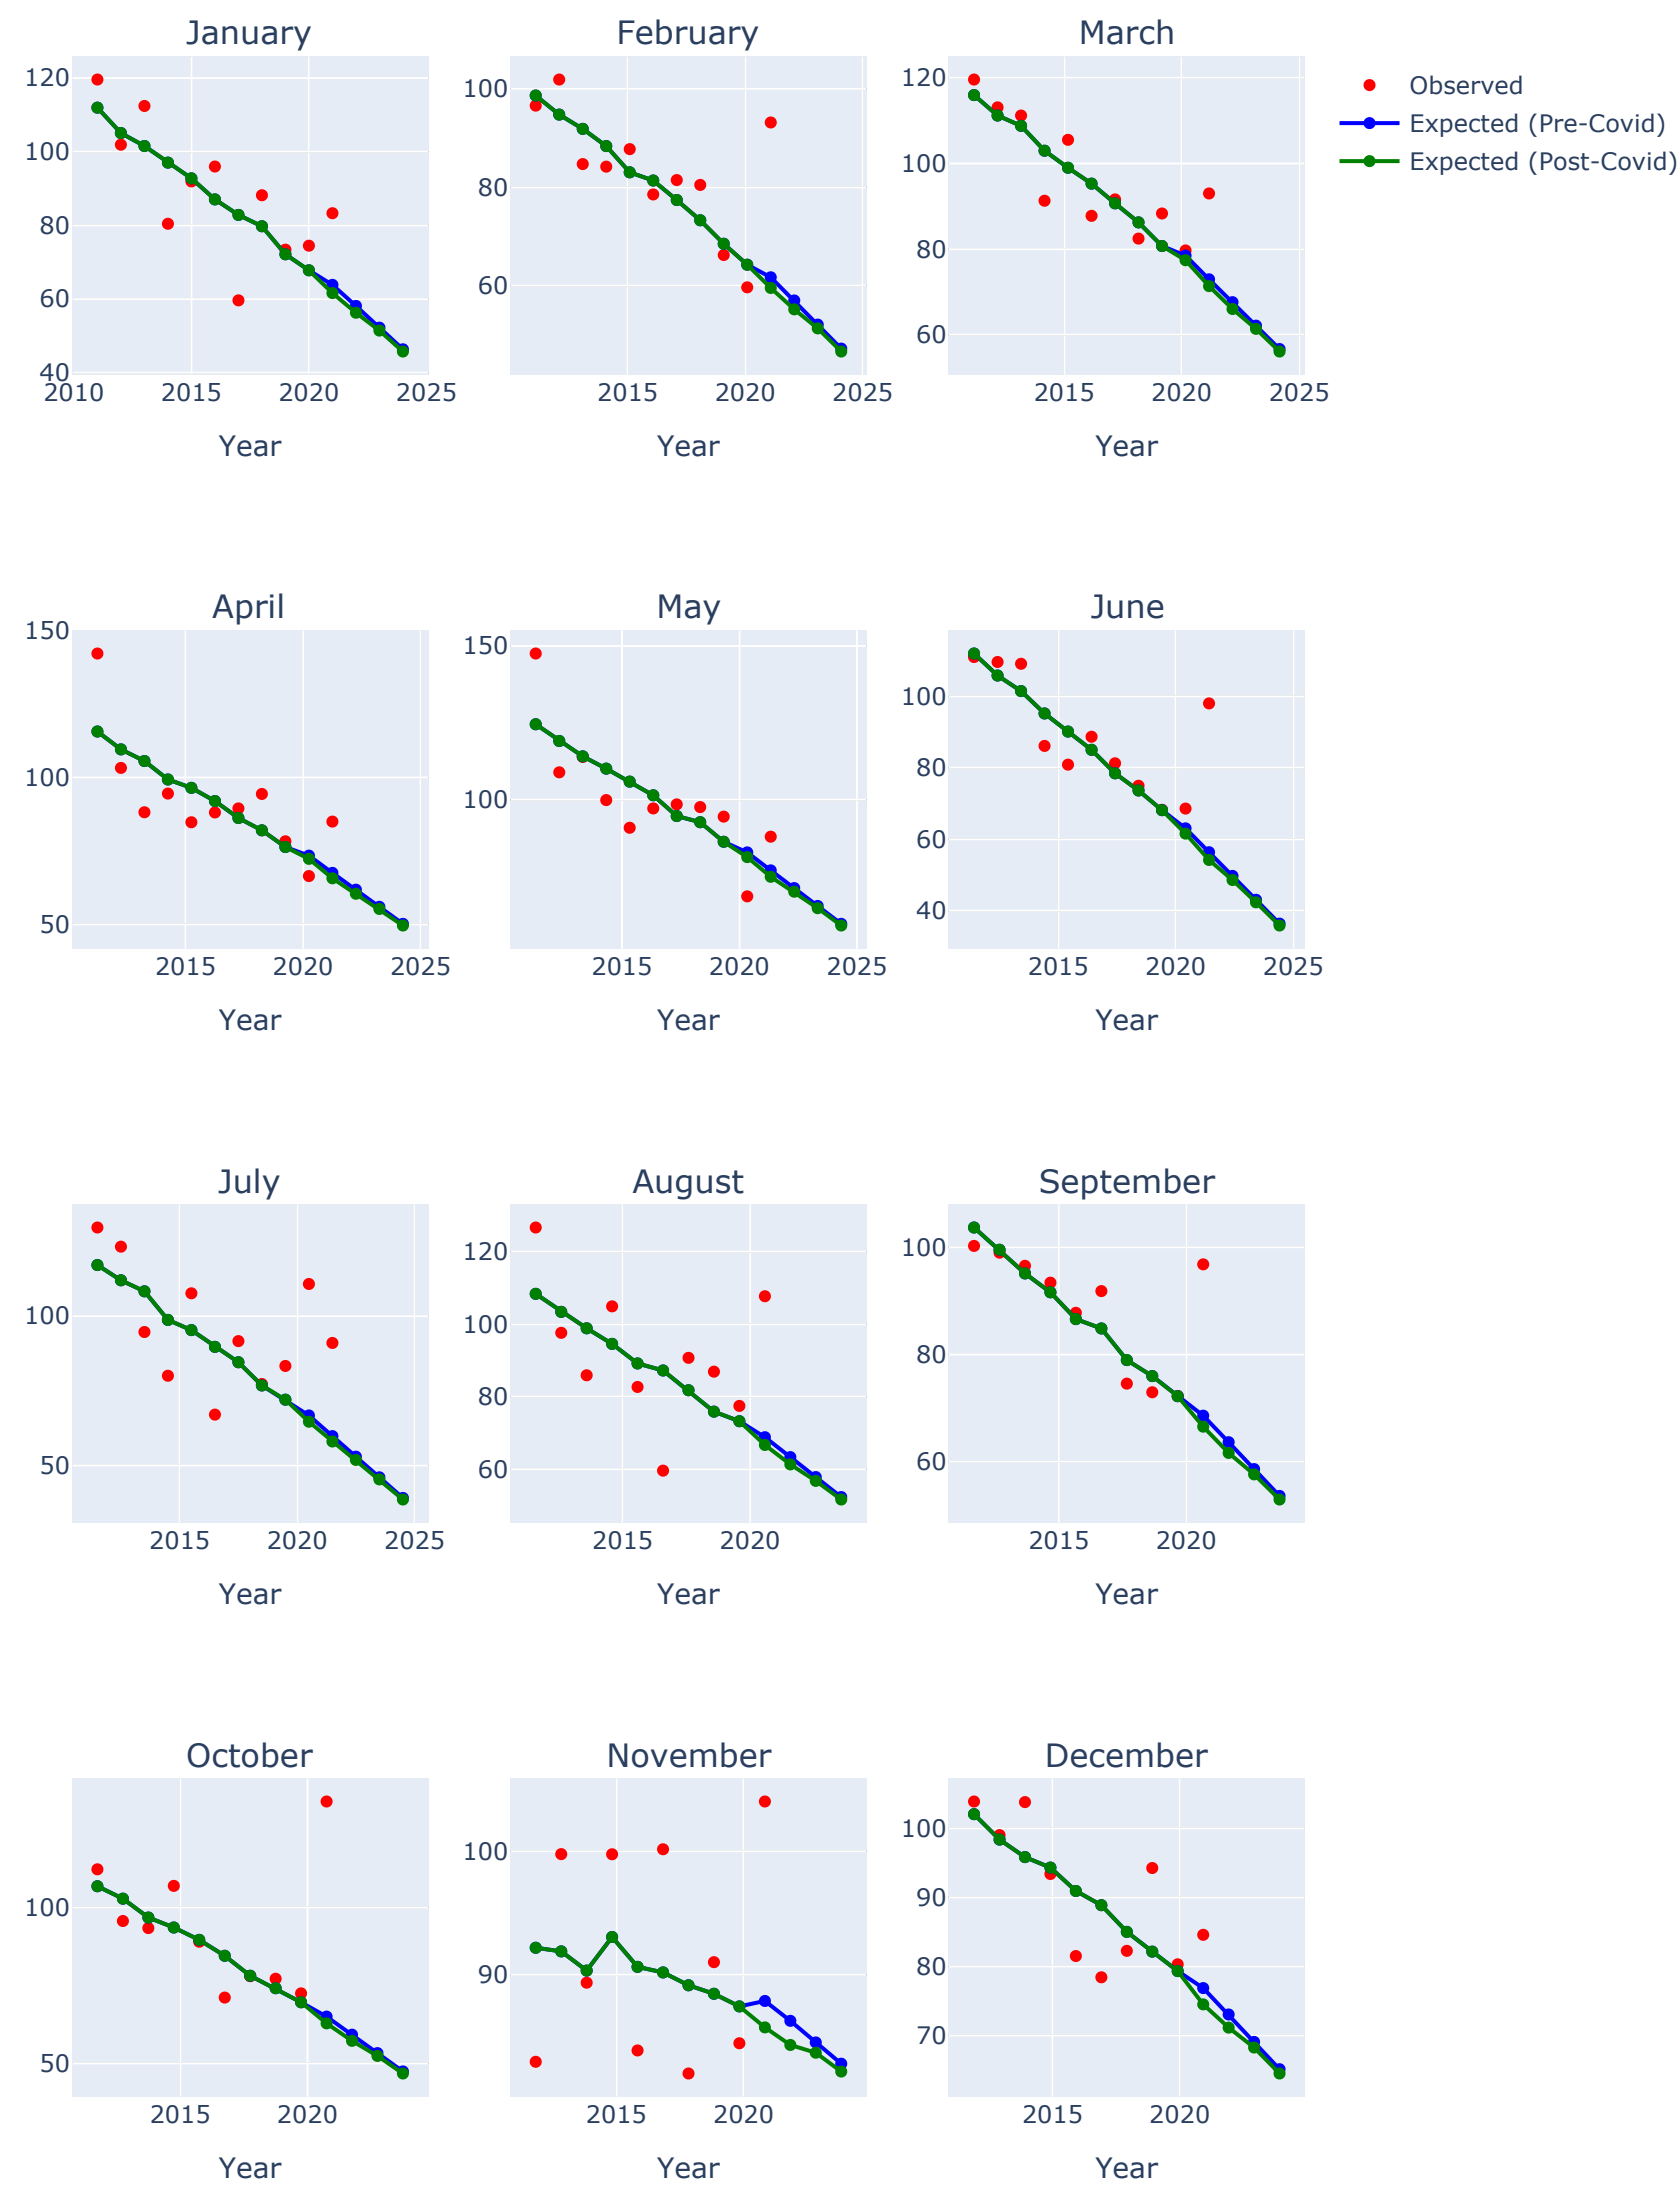 January
February
March
Observed
Expected (Pre-Covid)
Expected (Post-Covid)
120
100
80
60
40
2010
2015
2020
2025
Year
100
80
60
2015
2020
2025
Year
120
100
80
60
2015
2020
2025
Year
April
May
June
150
100
50
2015
2020
2025
Year
150
100
2015
2020
2025
Year
100
80
60
40
2015
2020
2025
Year
July
August
September
100
50
2015
2020
2025
Year
120
100
80
60
2015
2020
Year
100
80
60
2015
2020
Year
October
November
December
100
50
2015
2020
Year
100
90
2015
2020
Year
100
90
80
70
2015
2020
Year